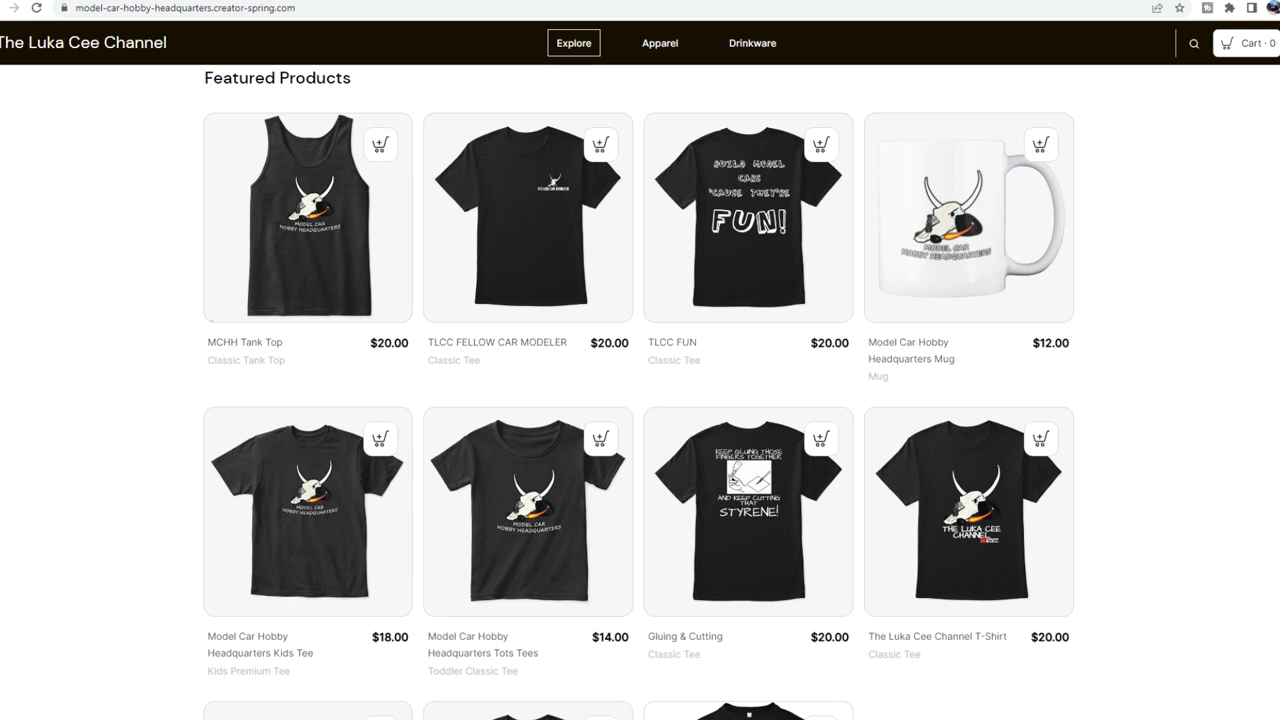 model-car-hobby-headquarters.creator-spring.com
The Luka Cee Channel
Explore
Apparel
Drinkware
Cart · 0
Featured Products
MODEL CAR
HOBBY HEADQUARTERS
BUILD MODEL
CARS
'CAUSE THEY'RE
FUN!
MODEL CAR
HOBBY HEADQUARTERS
MCHH Tank Top
$20.00
Classic Tank Top
TLCC FELLOW CAR MODELER
$20.00
Classic Tee
TLCC FUN
$20.00
Classic Tee
Model Car Hobby
Headquarters Mug
$12.00
Mug
MODEL CAR
HOBBY HEADQUARTERS
MODEL CAR
HOBBY HEADQUARTERS
KEEP GLUING THOSE
FINGERS TOGETHER
AND KEEP CUTTING
THAT
STYRENE!
THE LUKA CEE
CHANNEL
Model Car Hobby
Headquarters Kids Tee
$18.00
Kids Premium Tee
Model Car Hobby
Headquarters Tots Tees
$14.00
Toddler Classic Tee
Gluing & Cutting
$20.00
Classic Tee
The Luka Cee Channel T-Shirt
$20.00
Classic Tee